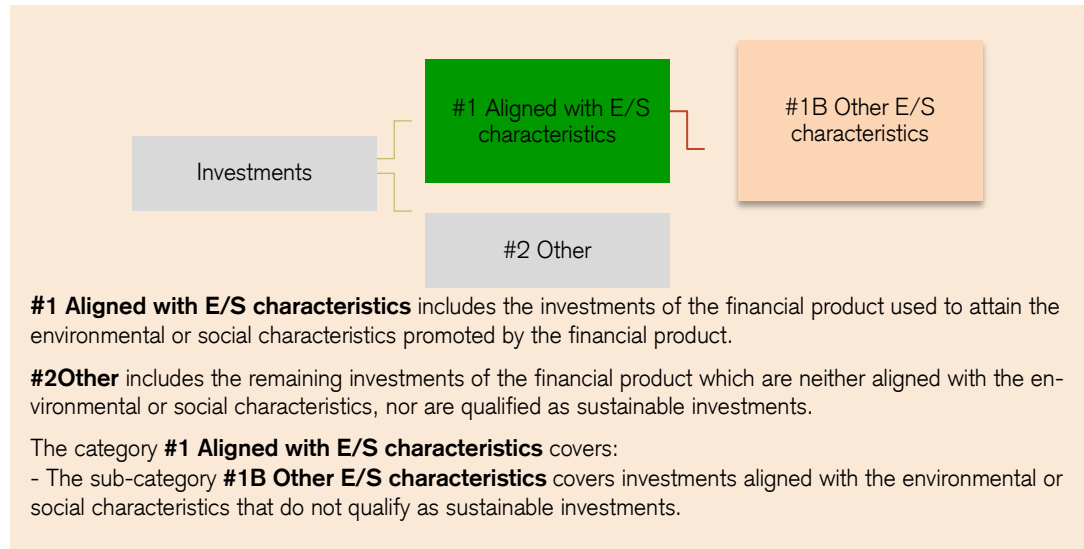 #1 Aligned with E/S
characteristics
#1B Other E/S
characteristics
Investments
#2 Other
#1 Aligned with E/S characteristics includes the investments of the financial product used to attain the
environmental or social characteristics promoted by the financial product.
#2Other includes the remaining investments of the financial product which are neither aligned with the en-
vironmental or social characteristics, nor are qualified as sustainable investments.
The category #1 Aligned with E/S characteristics covers:
- The sub-category #1B Other E/S characteristics covers investments aligned with the environmental or
social characteristics that do not qualify as sustainable investments.